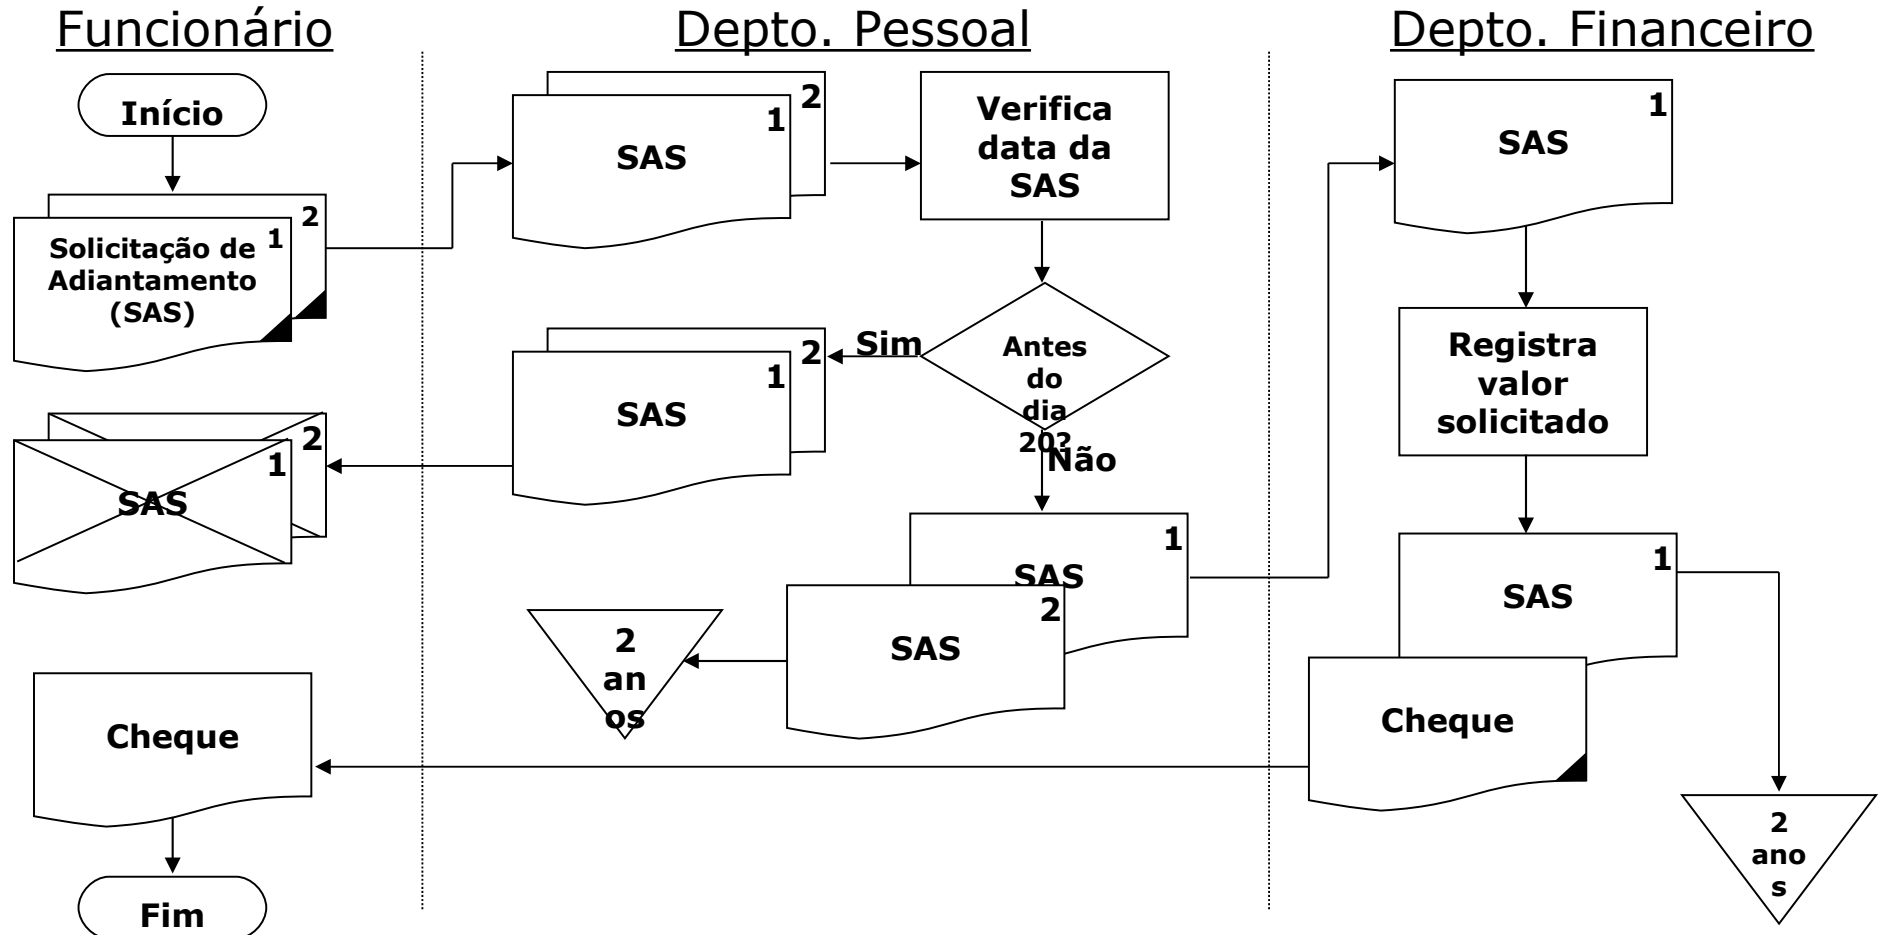 Funcionário
Início
2
1
Solicitação de
Adiantamento
(SAS)
2
1
SAS
Cheque
Fim
Depto. Pessoal
2
1
SAS
Verifica
data da
SAS
Antes
do
dia
20?
Sim
Não
2
1
SAS
1
SAS
2
SAS
2
an
os
Depto. Financeiro
1
SAS
Registra
valor
solicitado
1
SAS
Cheque
2
ano
s